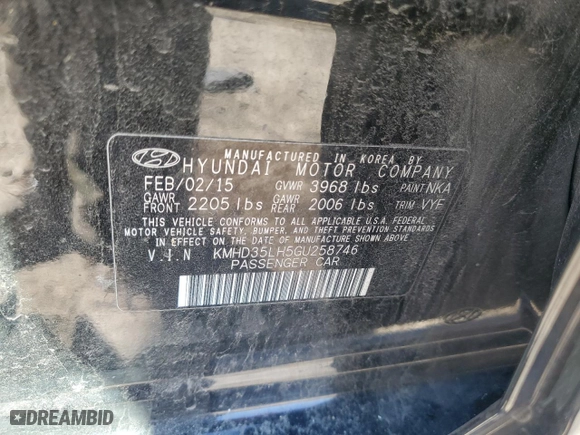 MANUFACTURED IN KOREA BY
HYUNDAI MOTOR COMPANY
FEB/02/15 GVWR 3968 lbs PAINT NKA
GAWR FRONT 2205 lbs GAWR REAR 2006 lbs TRIM VYF
THIS VEHICLE CONFORMS TO ALL APPLICABLE U.S.A. FEDERAL
MOTOR VEHICLE SAFETY, BUMPER, AND THEFT PREVENTION STANDARDS
IN EFFECT ON THE DATE OF MANUFACTURE SHOWN ABOVE.
V.I.N KMHD35LH5GU258746
PASSENGER CAR
DREAMBID